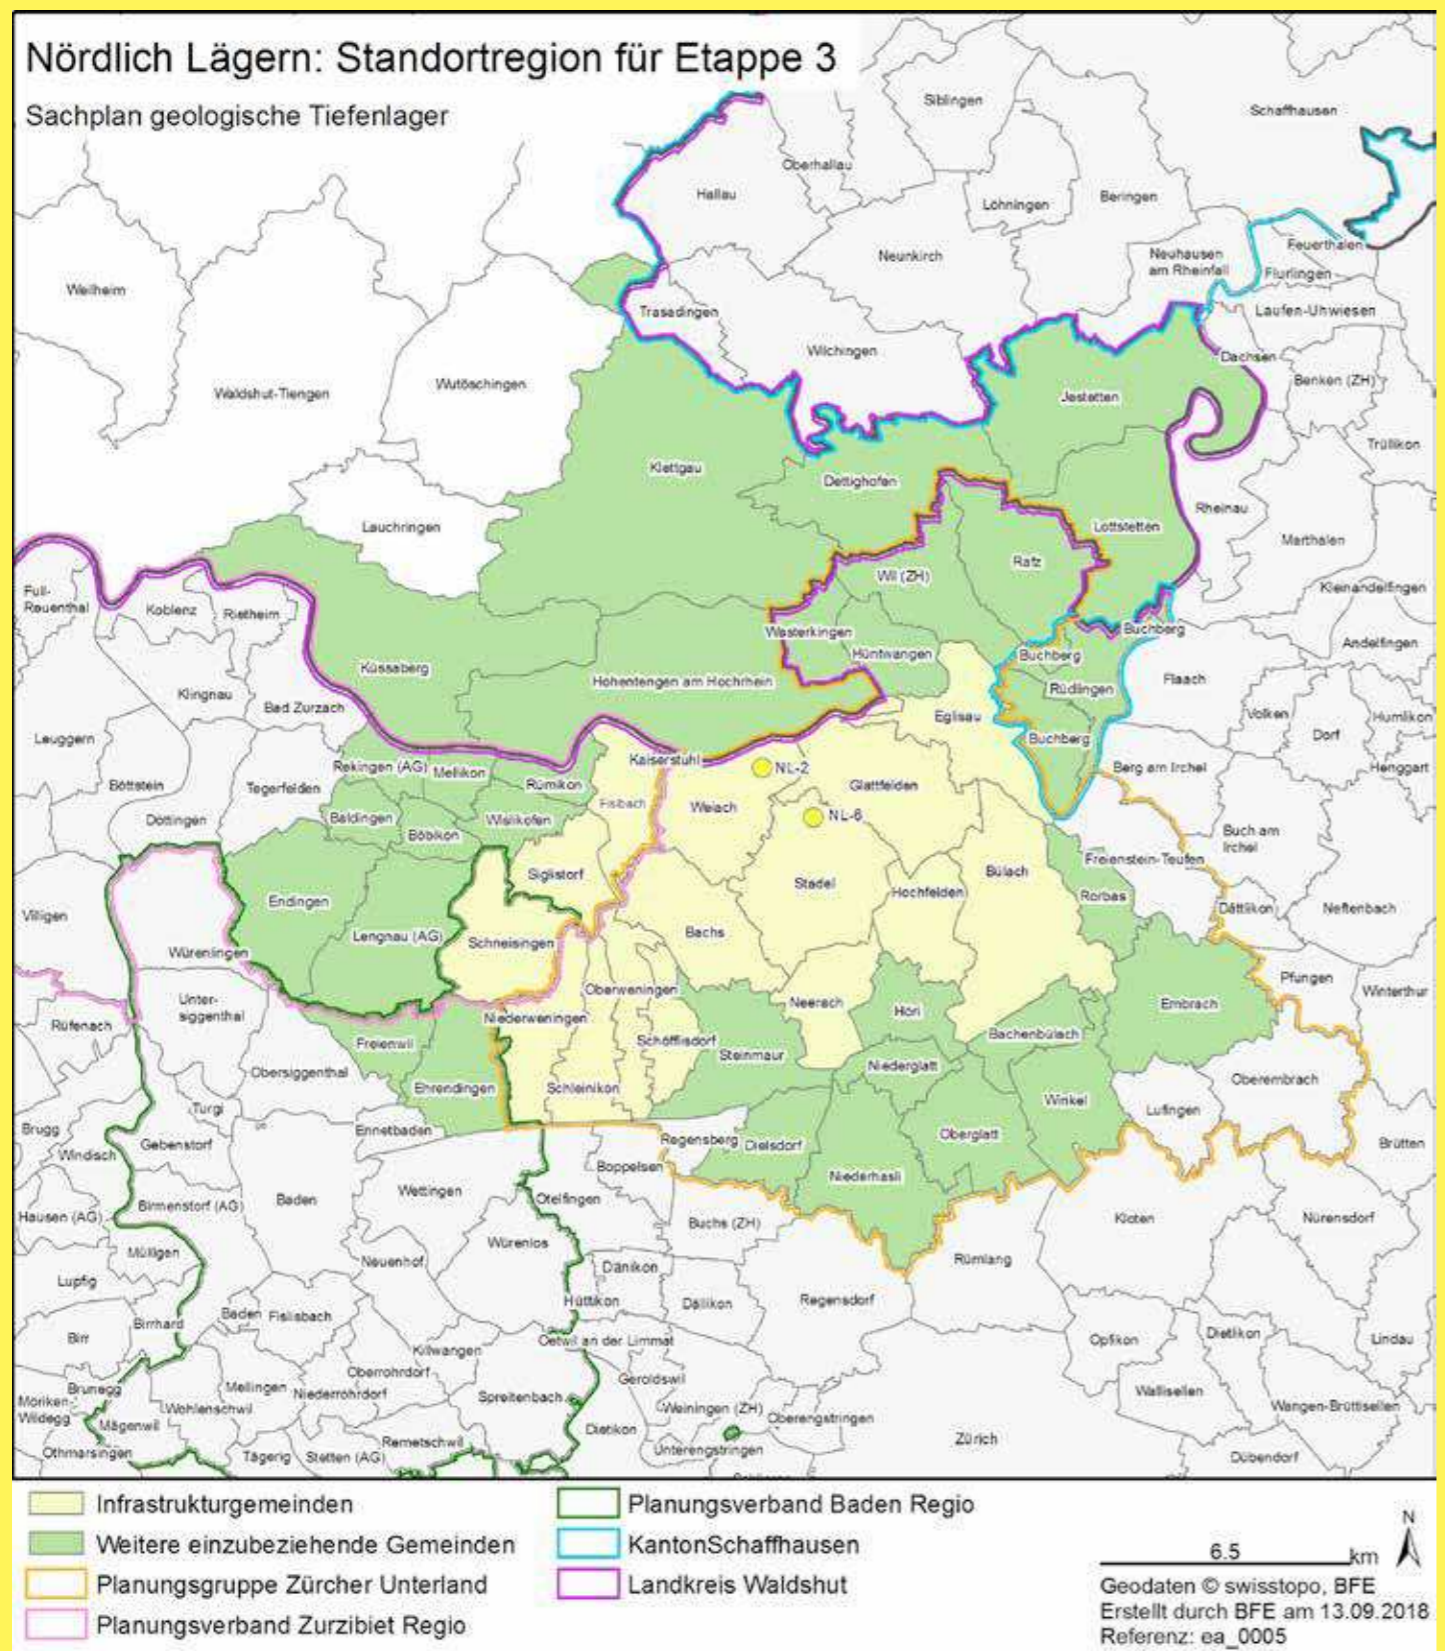 Nördlich Lägern: Standortregion für Etappe 3
Sachplan geologische Tiefenlager
Siblingen
Schaffhausen
Oberhallau
Hallau
Löhningen
Beringen
Neunkirch
Neuhausen
am Rheinfall
Feuerthalen
Flurlingen
Weilheim
Trasadingen
Laufen-Uhwiesen
Wilchingen
Dachsen
Waldshut-Tiengen
Wutöschingen
Benken (ZH)
Jestetten
Trüllikon
Klettgau
Dettighofen
Rheinau
Lauchringen
Lottstetten
Marthalen
Wil (ZH)
Rafz
Full-
Reuenthal
Koblenz
Rietheim
Kleinandelfingen
Wasterkingen
Buchberg
Andelfingen
Hüntwangen
Buchberg
Küssaberg
Hohentengen am Hochrhein
Rüdlingen
Flaach
Klingnau
Bad Zurzach
Eglisau
Volken
Humlikon
Leuggern
Buchberg
Dorf
Kaiserstuhl
Rekingen (AG)
Mellikon
NL-2
Berg am Irchel
Henggart
Böttstein
Tegerfelden
Rümikon
Glattfelden
Fisibach
Weiach
Döttingen
Baldingen
Böbikon
Wislikofen
NL-6
Buch am
Irchel
Freienstein-Teufen
Siglistorf
Stadel
Bülach
Hochfelden
Rorbas
Villigen
Endingen
Dättlikon
Neftenbach
Lengnau (AG)
Schneisingen
Bachs
Würenlingen
Pfungen
Oberweningen
Winterthur
Unter-
siggenthal
Neerach
Embrach
Rüfenach
Niederweningen
Höri
Freienwil
Schöfflisdorf
Bachenbülach
Steinmaur
Obersiggenthal
Niederglatt
Ehrendingen
Schleinikon
Oberembrach
Winkel
Turgi
Lufingen
Brugg
Gebenstorf
Ennetbaden
Regensberg
Dielsdorf
Oberglatt
Brütten
Windisch
Boppelsen
Niederhasli
Baden
Wettingen
Otelfingen
Hausen (AG)
Birmenstorf (AG)
Buchs (ZH)
Kloten
Nürensdorf
Mülligen
Würenlos
Neuenhof
Rümlang
Lupfig
Dänikon
Hüttikon
Dällikon
Regensdorf
Baden
Fislisbach
Birrhard
Birr
Oetwil an der Limmat
Opfikon
Dietlikon
Lindau
Killwangen
Oberrohrdorf
Geroldswil
Brunegg
Mellingen
Niederrohrdorf
Spreitenbach
Wallisellen
Möriken-
Wildegg
Wohlenschwil
Weiningen (ZH)
Wangen-Brüttisellen
Mägenwil
Oberengstringen
Dietikon
Remetschwil
Zürich
Othmarsingen
Tägerig
Stetten (AG)
Unterengstringen
Dübendorf
Infrastrukturgemeinden
Weitere einzubeziehende Gemeinden
Planungsgruppe Zürcher Unterland
Planungsverband Zurzibiet Regio
Planungsverband Baden Regio
KantonSchaffhausen
Landkreis Waldshut
N
6.5
km
Geodaten © swisstopo, BFE
Erstellt durch BFE am 13.09.2018
Referenz: ea_0005